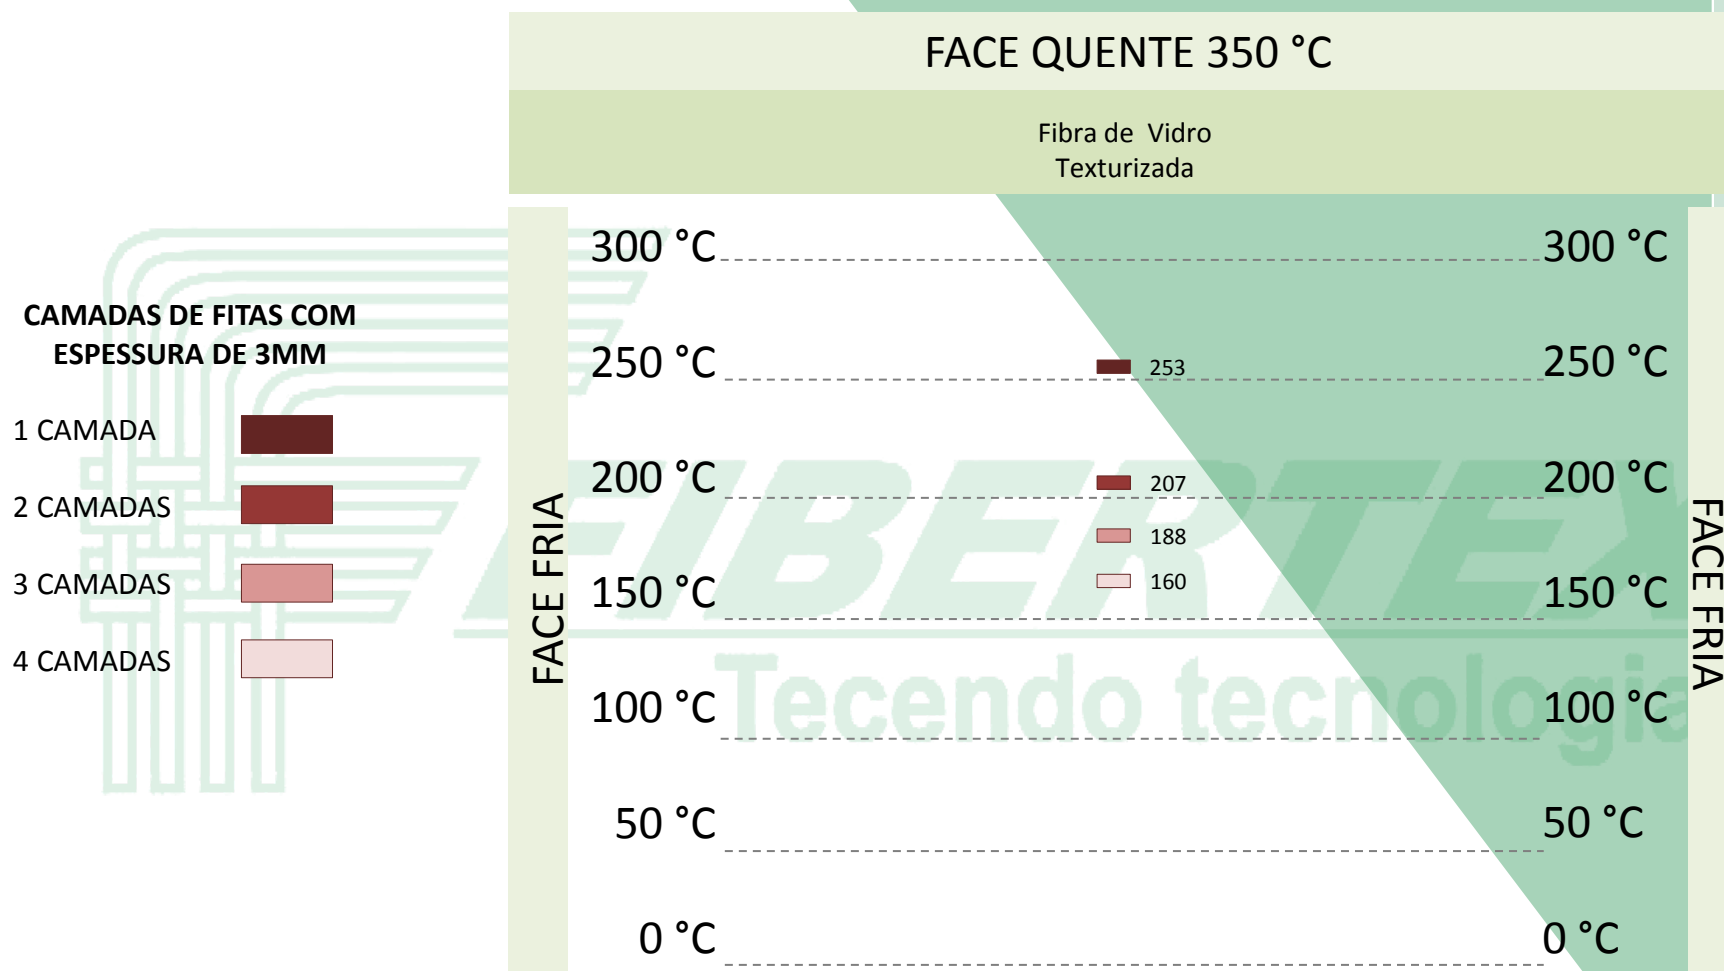 FACE QUENTE 350 °C
Fibra de Vidro
Texturizada
CAMADAS DE FITAS COM
ESPESSURA DE 3MM
1 CAMADA
2 CAMADAS
3 CAMADAS
4 CAMADAS
FACE FRIA
300 °C 300 °C
250 °C 253 250 °C
200 °C 207 200 °C
188
160
150 °C 150 °C
100 °C 100 °C
50 °C 50 °C
0 °C 0 °C
FACE FRIA
FIBERTEX
Tecendo tecnologia